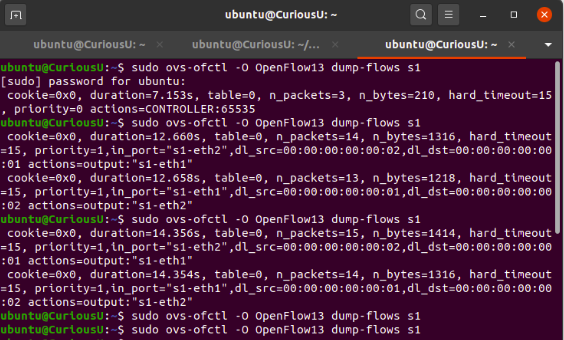 ubuntu@CuriousU: ~
ubuntu@CuriousU: ~
ubuntu@CuriousU: ~/...
ubuntu@CuriousU: ~
ubuntu@CuriousU:~$ sudo ovs-ofctl -O OpenFlow13 dump-flows s1
[sudo] password for ubuntu:
 cookie=0x0, duration=7.153s, table=0, n_packets=3, n_bytes=210, hard_timeout=15
, priority=0 actions=CONTROLLER:65535
ubuntu@CuriousU:~$ sudo ovs-ofctl -O OpenFlow13 dump-flows s1
 cookie=0x0, duration=12.660s, table=0, n_packets=14, n_bytes=1316, hard_timeout
=15, priority=1,in_port="s1-eth2",dl_src=00:00:00:00:00:02,dl_dst=00:00:00:00:00
:01 actions=output:"s1-eth1"
 cookie=0x0, duration=12.658s, table=0, n_packets=13, n_bytes=1218, hard_timeout
=15, priority=1,in_port="s1-eth1",dl_src=00:00:00:00:00:01,dl_dst=00:00:00:00:00
:02 actions=output:"s1-eth2"
ubuntu@CuriousU:~$ sudo ovs-ofctl -O OpenFlow13 dump-flows s1
 cookie=0x0, duration=14.356s, table=0, n_packets=15, n_bytes=1414, hard_timeout
=15, priority=1,in_port="s1-eth2",dl_src=00:00:00:00:00:02,dl_dst=00:00:00:00:00
:01 actions=output:"s1-eth1"
 cookie=0x0, duration=14.354s, table=0, n_packets=14, n_bytes=1316, hard_timeout
=15, priority=1,in_port="s1-eth1",dl_src=00:00:00:00:00:01,dl_dst=00:00:00:00:00
:02 actions=output:"s1-eth2"
ubuntu@CuriousU:~$ sudo ovs-ofctl -O OpenFlow13 dump-flows s1
ubuntu@CuriousU:~$ sudo ovs-ofctl -O OpenFlow13 dump-flows s1